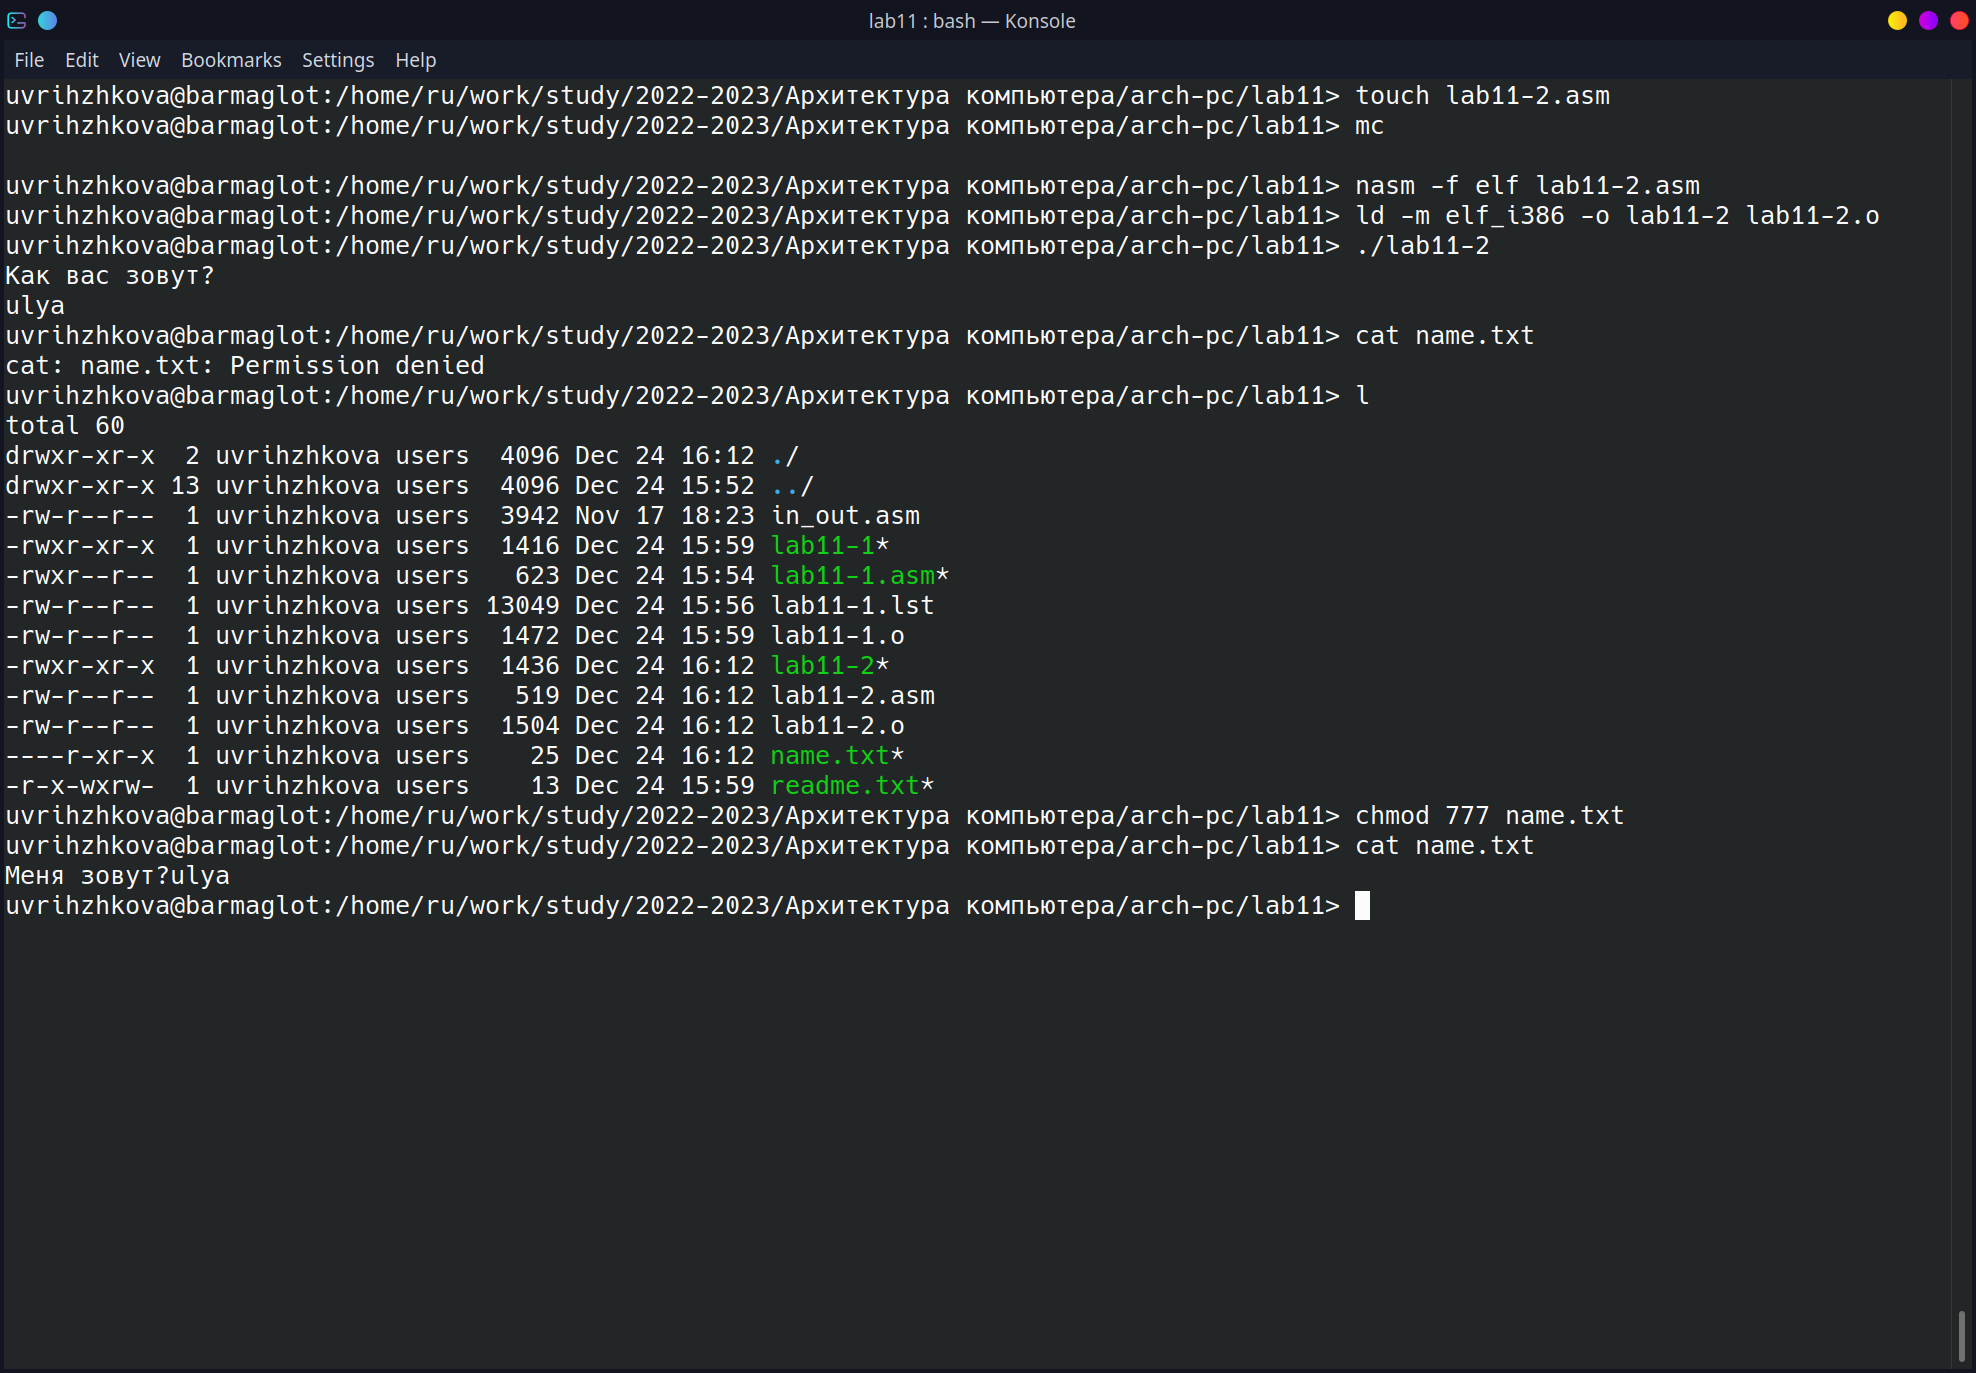 lab11 : bash — Konsole
File Edit View Bookmarks Settings Help
uvrihzhkova@barmaglot:/home/ru/work/study/2022-2023/Архитектура компьютера/arch-pc/lab11> touch lab11-2.asm
uvrihzhkova@barmaglot:/home/ru/work/study/2022-2023/Архитектура компьютера/arch-pc/lab11> mc
uvrihzhkova@barmaglot:/home/ru/work/study/2022-2023/Архитектура компьютера/arch-pc/lab11> nasm -f elf lab11-2.asm
uvrihzhkova@barmaglot:/home/ru/work/study/2022-2023/Архитектура компьютера/arch-pc/lab11> ld -m elf_i386 -o lab11-2 lab11-2.o
uvrihzhkova@barmaglot:/home/ru/work/study/2022-2023/Архитектура компьютера/arch-pc/lab11> ./lab11-2
Как вас зовут?
ulya
uvrihzhkova@barmaglot:/home/ru/work/study/2022-2023/Архитектура компьютера/arch-pc/lab11> cat name.txt
cat: name.txt: Permission denied
uvrihzhkova@barmaglot:/home/ru/work/study/2022-2023/Архитектура компьютера/arch-pc/lab11> l
total 60
drwxr-xr-x  2 uvrihzhkova users  4096 Dec 24 16:12 ./
drwxr-xr-x 13 uvrihzhkova users  4096 Dec 24 15:52 ../
-rw-r--r--  1 uvrihzhkova users  3942 Nov 17 18:23 in_out.asm
-rwxr-xr-x  1 uvrihzhkova users  1416 Dec 24 15:59 lab11-1*
-rwxr--r--  1 uvrihzhkova users   623 Dec 24 15:54 lab11-1.asm*
-rw-r--r--  1 uvrihzhkova users 13049 Dec 24 15:56 lab11-1.lst
-rw-r--r--  1 uvrihzhkova users  1472 Dec 24 15:59 lab11-1.o
-rwxr-xr-x  1 uvrihzhkova users  1436 Dec 24 16:12 lab11-2*
-rw-r--r--  1 uvrihzhkova users   519 Dec 24 16:12 lab11-2.asm
-rw-r--r--  1 uvrihzhkova users  1504 Dec 24 16:12 lab11-2.o
----r-xr-x  1 uvrihzhkova users    25 Dec 24 16:12 name.txt*
-r-x-wxrw-  1 uvrihzhkova users    13 Dec 24 15:59 readme.txt*
uvrihzhkova@barmaglot:/home/ru/work/study/2022-2023/Архитектура компьютера/arch-pc/lab11> chmod 777 name.txt
uvrihzhkova@barmaglot:/home/ru/work/study/2022-2023/Архитектура компьютера/arch-pc/lab11> cat name.txt
Меня зовут?ulya
uvrihzhkova@barmaglot:/home/ru/work/study/2022-2023/Архитектура компьютера/arch-pc/lab11>